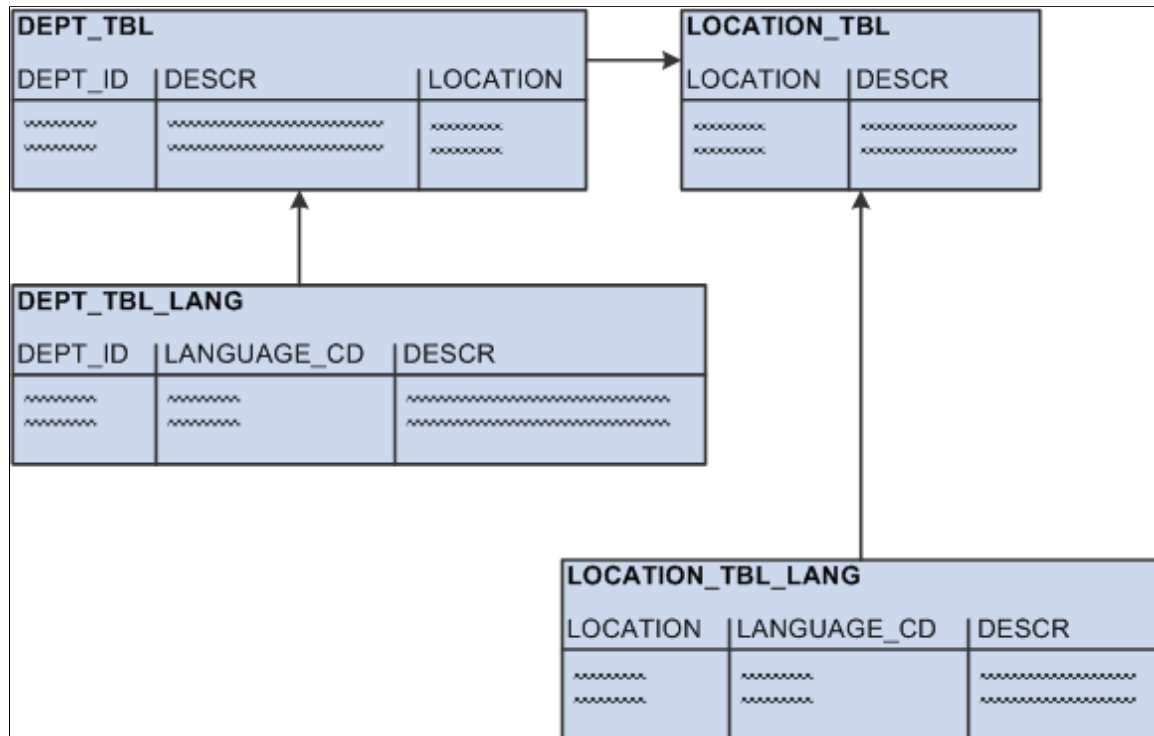 DEPT_TBL
DEPT_ID DESCR LOCATION
LOCATION_TBL
LOCATION DESCR
DEPT_TBL_LANG
DEPT_ID LANGUAGE_CD DESCR
LOCATION_TBL_LANG
LOCATION LANGUAGE_CD DESCR